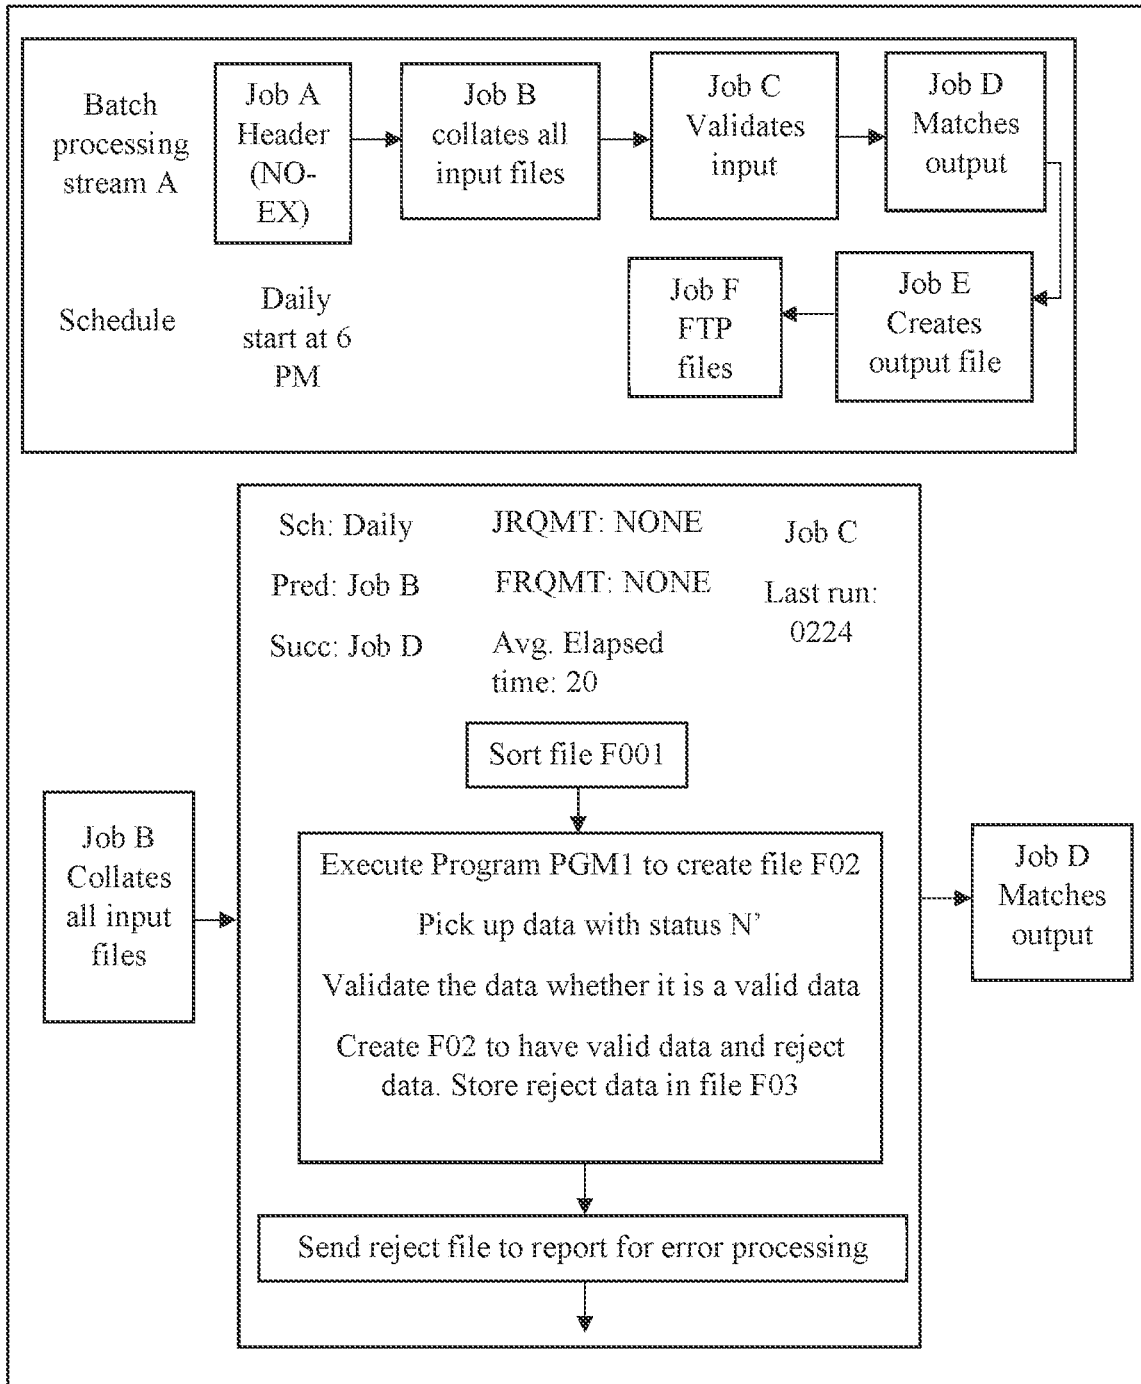 Batch
processing
stream A
Job A
Header
(NO-
EX)
Job B
collates all
input files
Job C
Validates
input
Job D
Matches
output
Schedule
Daily
start at 6
PM
Job F
FTP
files
Job E
Creates
output file
Sch: Daily
JRQMT: NONE
Job C
Pred: Job B
FRQMT: NONE
Last run:
0224
Succ: Job D
Avg. Elapsed
time: 20
Sort file F001
Job B
Collates
all input
files
Execute Program PGM1 to create file F02
Pick up data with status N’
Validate the data whether it is a valid data
Create F02 to have valid data and reject
data. Store reject data in file F03
Job D
Matches
output
Send reject file to report for error processing